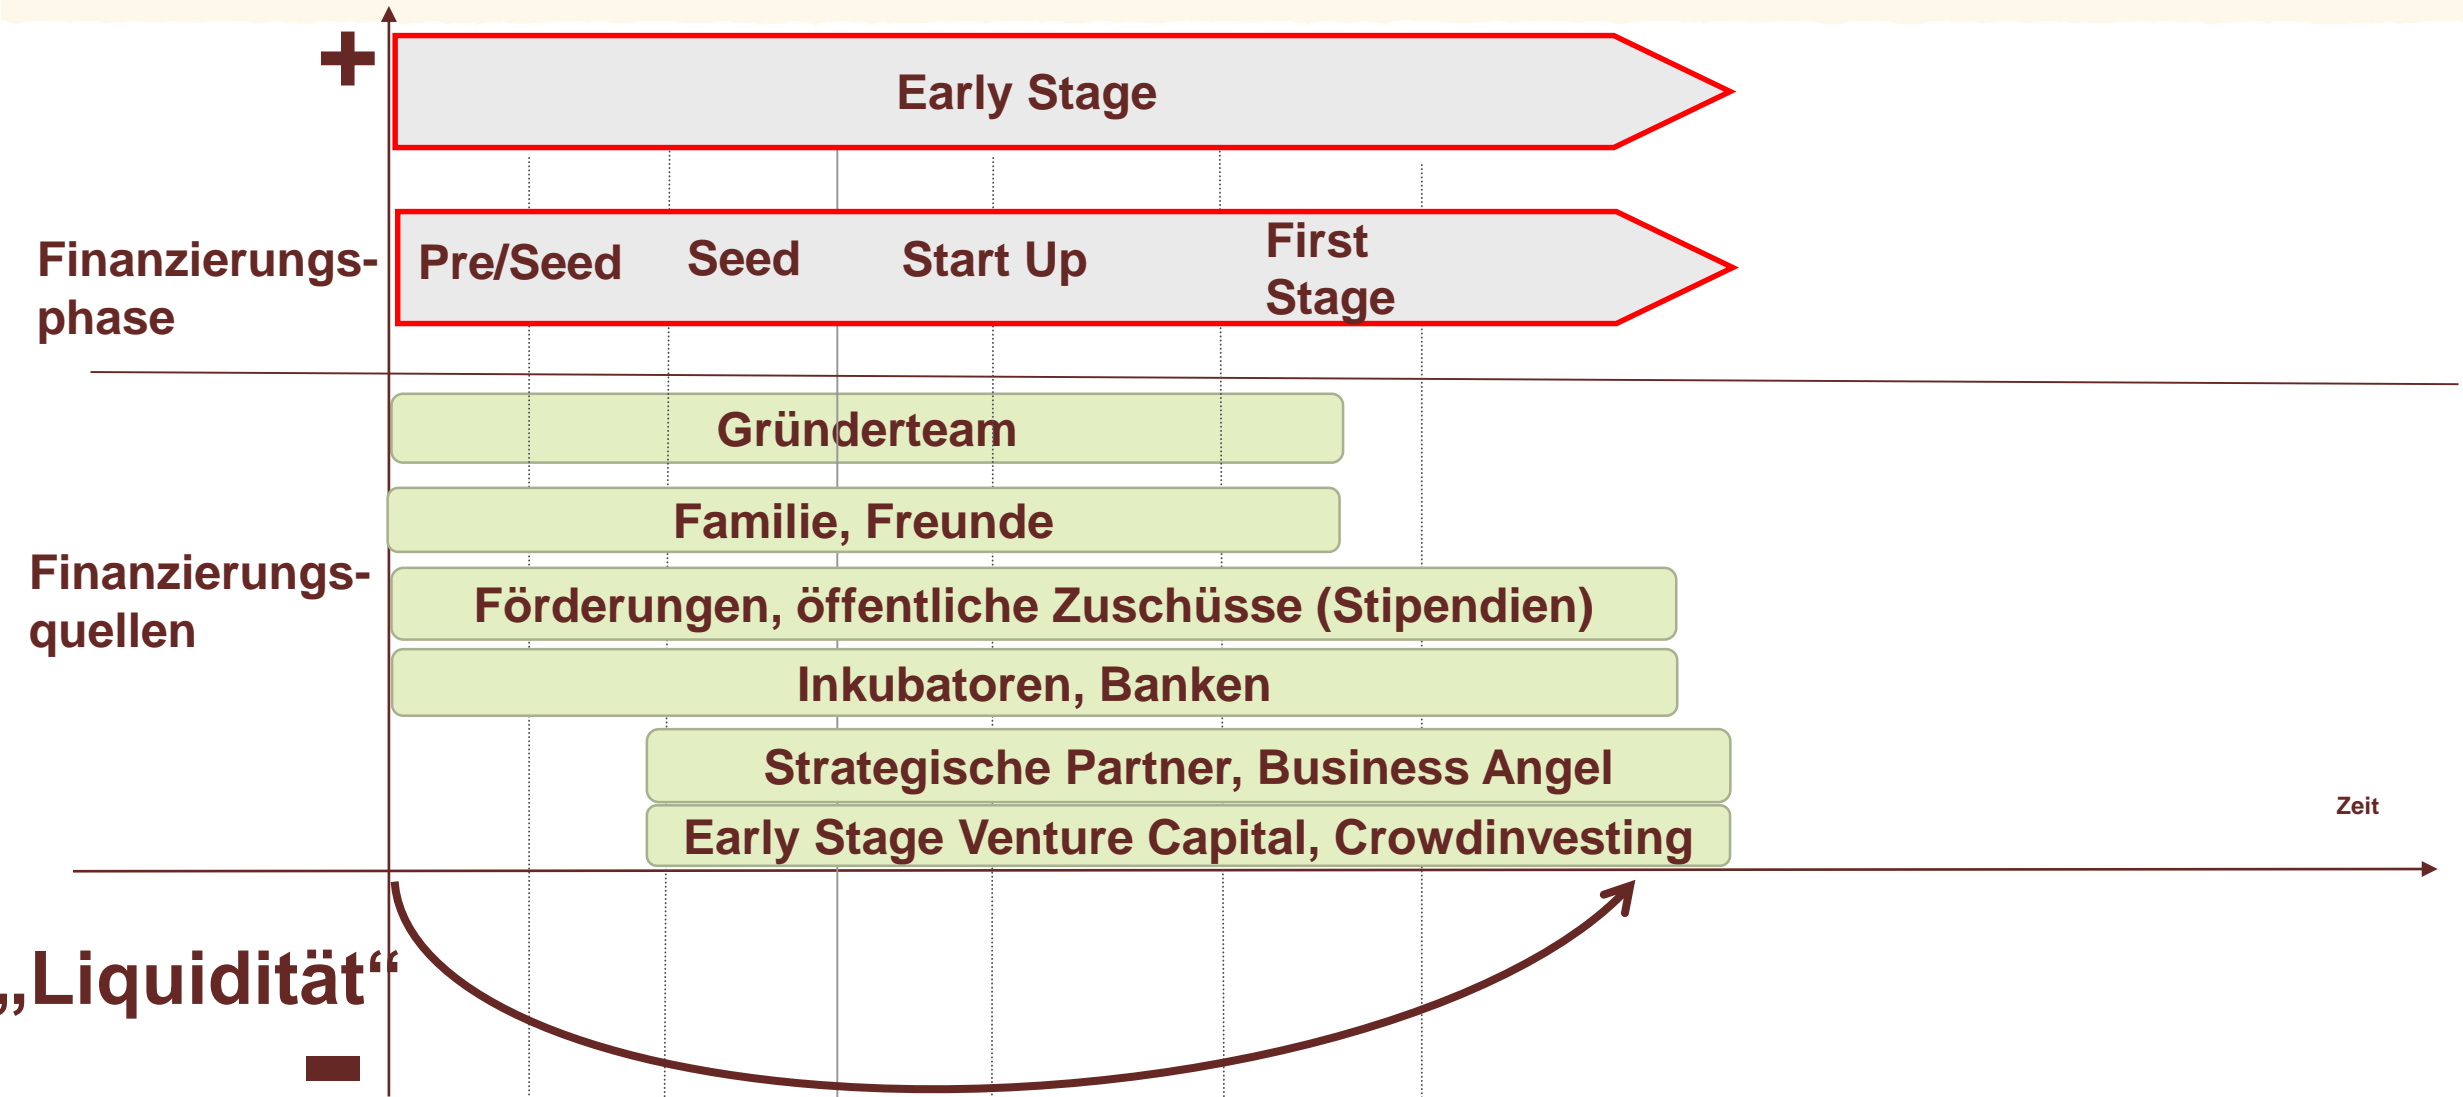 +
Early Stage
Finanzierungs-
phase
Pre/Seed
Seed
Start Up
First
Stage
Gründerteam
Familie, Freunde
Finanzierungs-
quellen
Förderungen, öffentliche Zuschüsse (Stipendien)
Inkubatoren, Banken
Strategische Partner, Business Angel
Early Stage Venture Capital, Crowdinvesting
Zeit
„Liquidität“
-